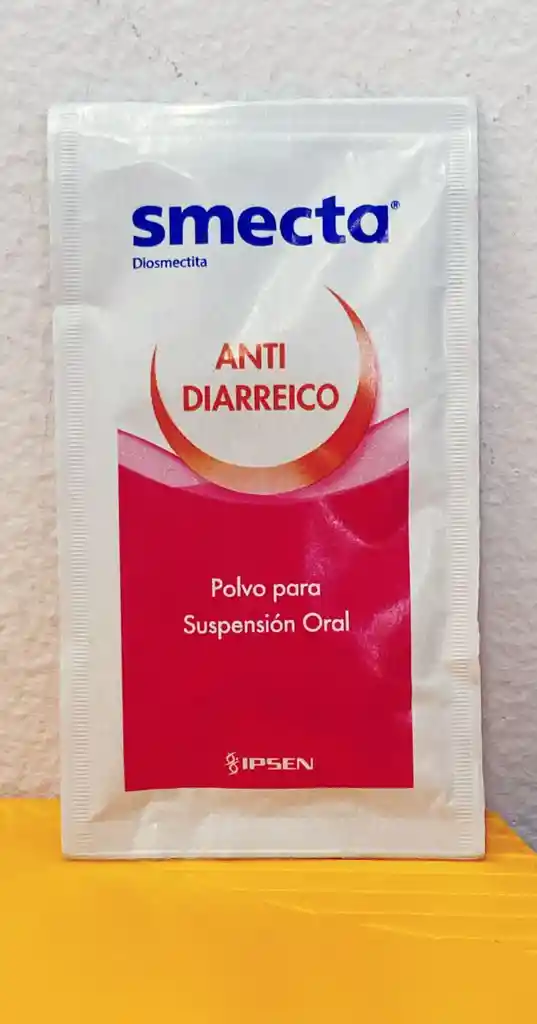 smecta®
Diosmectita
ANTI
DIARREICO
Polvo para
Suspensión Oral
IPSEN